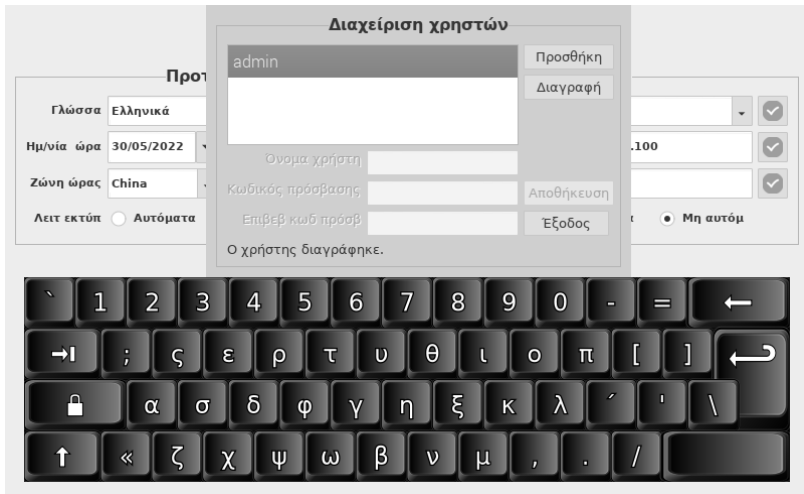 Διαχείριση χρηστών
admin
Προσθήκη
Διαγραφή
Όνομα χρήστη
Κωδικός πρόσβασης
Αποθήκευση
Επιβεβ κωδ πρόσβ
Έξοδος
Ο χρήστης διαγράφηκε.
Προτ
Γλώσσα Ελληνικά
Ημ/νία ώρα 30/05/2022 .100
Ζώνη ώρας China
Λειτ εκτύπ Αυτόματα Μη αυτόμ
` 1 2 3 4 5 6 7 8 9 0 - =
; ς ε ρ τ υ θ ι ο π [ ]
α σ δ φ γ η ξ κ λ ´ ' \
« ζ χ ψ ω β ν μ , . /